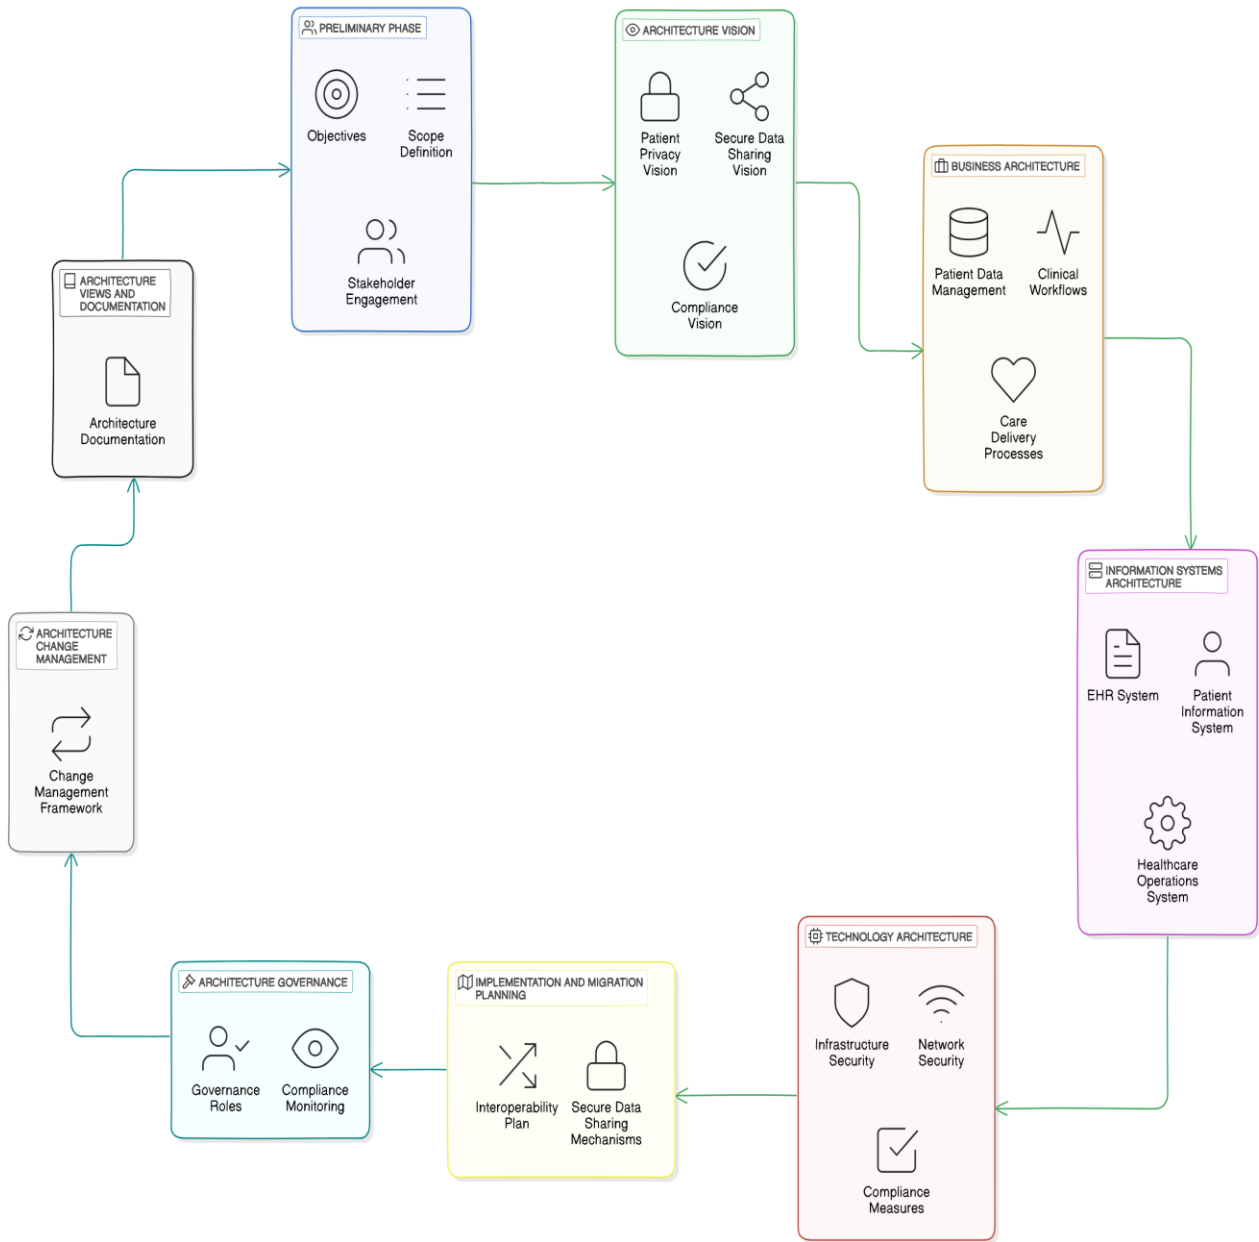 PRELIMINARY PHASE
Objectives
Scope
Definition
Stakeholder
Engagement
ARCHITECTURE VISION
Patient
Privacy
Vision
Secure Data
Sharing
Vision
Compliance
Vision
BUSINESS ARCHITECTURE
Patient Data
Management
Clinical
Workflows
Care
Delivery
Processes
INFORMATION SYSTEMS
ARCHITECTURE
EHR System
Patient
Information
System
Healthcare
Operations
System
TECHNOLOGY ARCHITECTURE
Infrastructure
Security
Network
Security
Compliance
Measures
IMPLEMENTATION AND MIGRATION
PLANNING
Interoperability
Plan
Secure Data
Sharing
Mechanisms
ARCHITECTURE GOVERNANCE
Governance
Roles
Compliance
Monitoring
ARCHITECTURE
CHANGE
MANAGEMENT
Change
Management
Framework
ARCHITECTURE
VIEWS AND
DOCUMENTATION
Architecture
Documentation